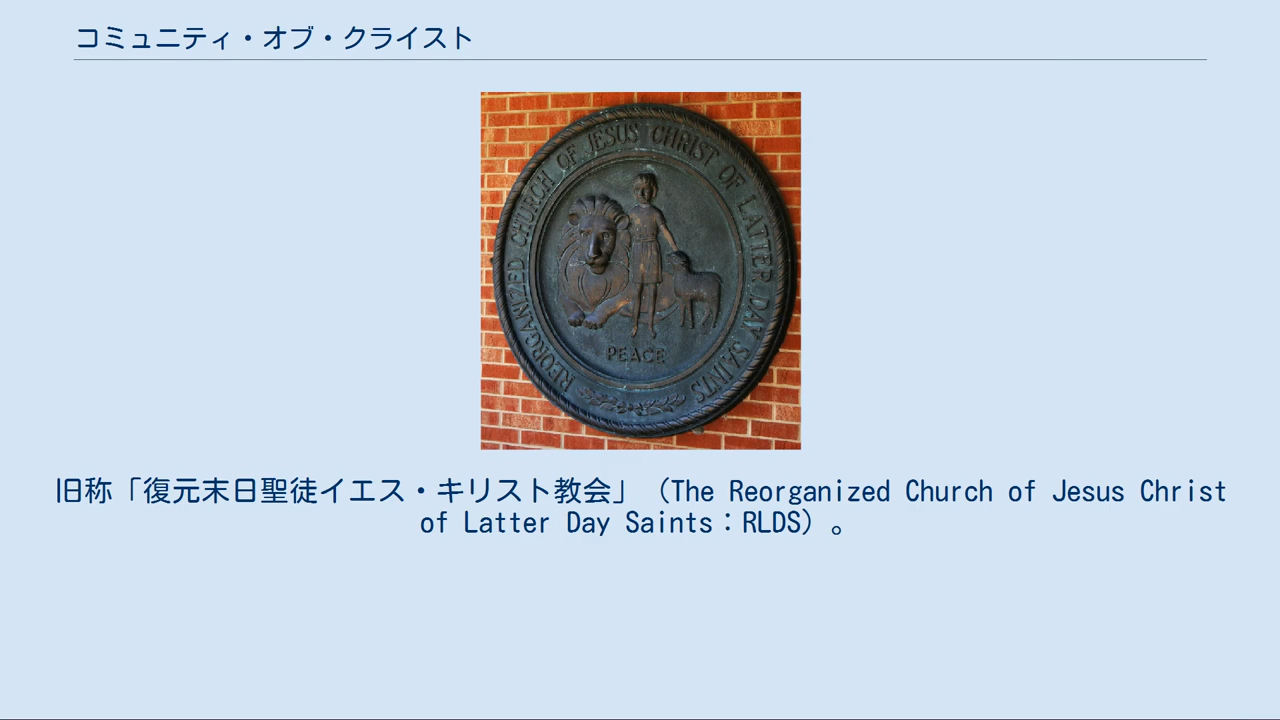 コミュニティ・オブ・クライスト
REORGANIZED CHURCH OF JESUS CHRIST OF LATTER DAY SAINTS
PEACE
旧称「復元末日聖徒イエス・キリスト教会」（The Reorganized Church of Jesus Christ
of Latter Day Saints：RLDS）。